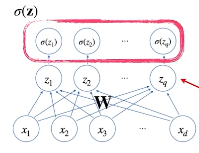 σ(z)
σ(z₁) σ(z₂) ... σ(z_q)
z₁ z₂ ... z_q
W
x₁ x₂ x₃ ... x_d